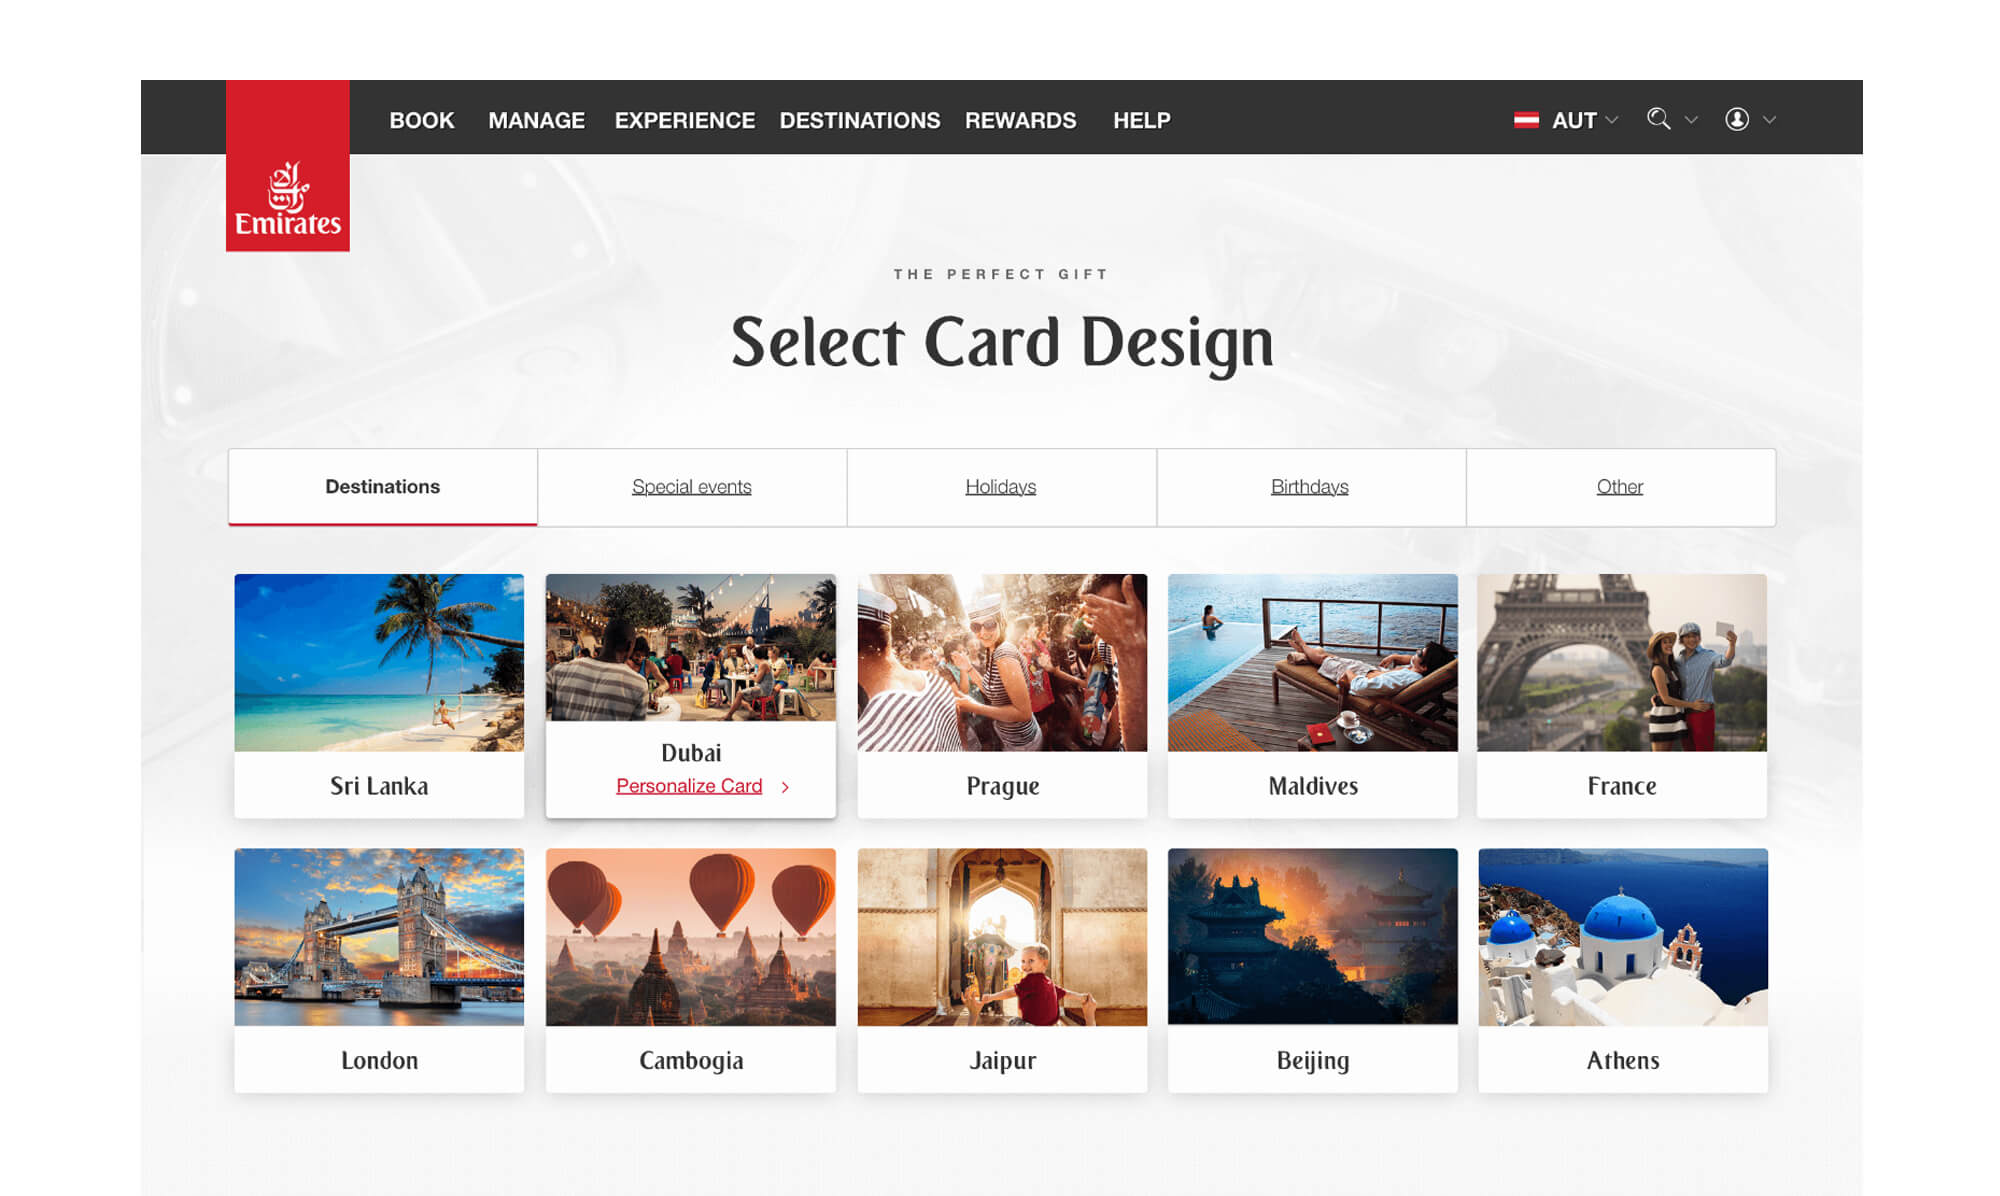 BOOK MANAGE EXPERIENCE DESTINATIONS REWARDS HELP AUT
Emirates
THE PERFECT GIFT
Select Card Design
Destinations Special events Holidays Birthdays Other
Sri Lanka
Dubai
Personalize Card
Prague
Maldives
France
London
Cambogia
Jaipur
Beijing
Athens